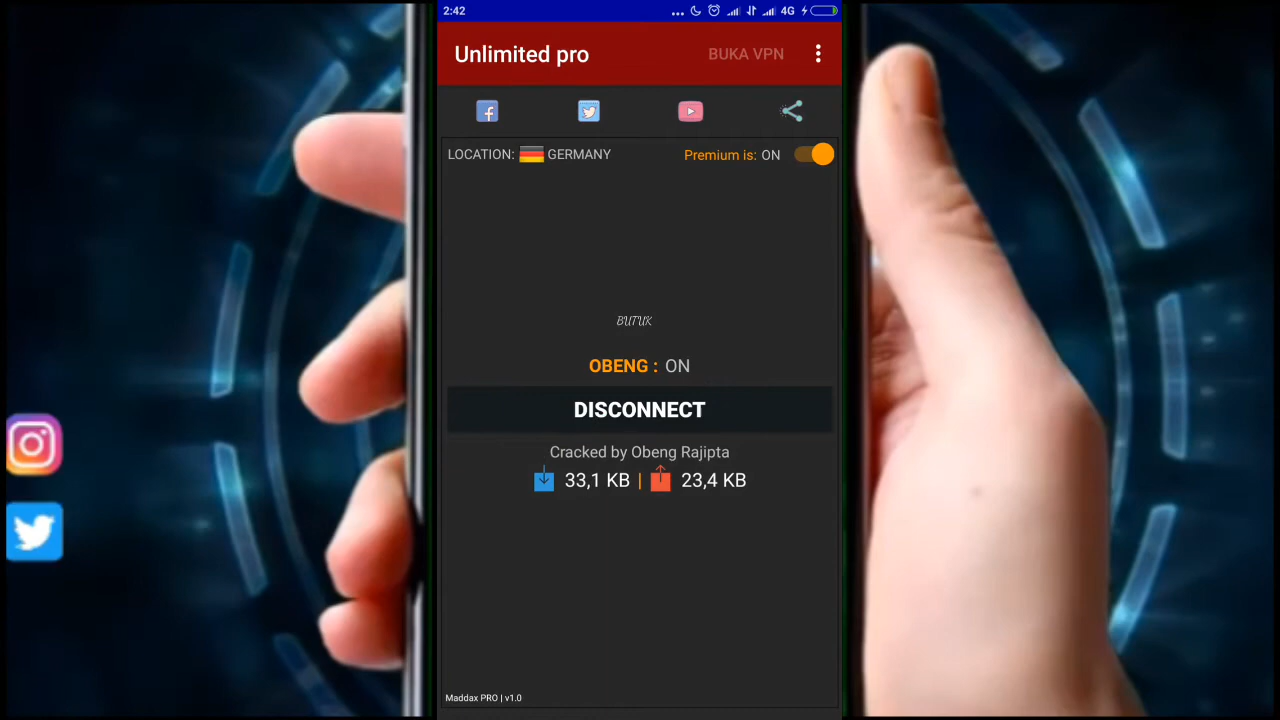 2:42 ... 4G
Unlimited pro BUKA VPN
LOCATION: GERMANY Premium is: ON
BUTUK
OBENG : ON
DISCONNECT
Cracked by Obeng Rajipta
33,1 KB | 23,4 KB
Maddax PRO | v1.0